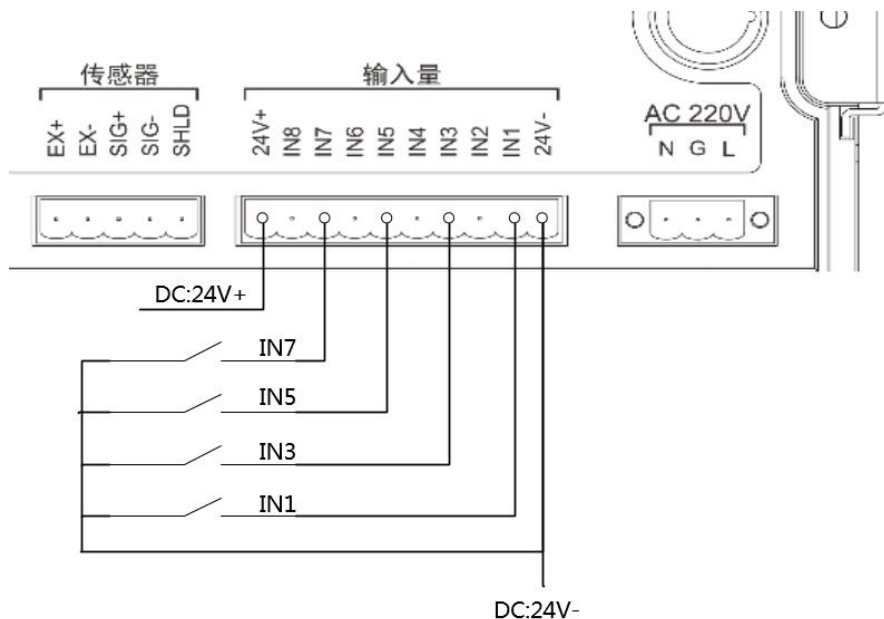 传感器
EX+
EX-
SIG+
SIG-
SHLD
输入量
24V+
IN8
IN7
IN6
IN5
IN4
IN3
IN2
IN1
24V-
AC 220V
N G L
DC:24V+
IN7
IN5
IN3
IN1
DC:24V-